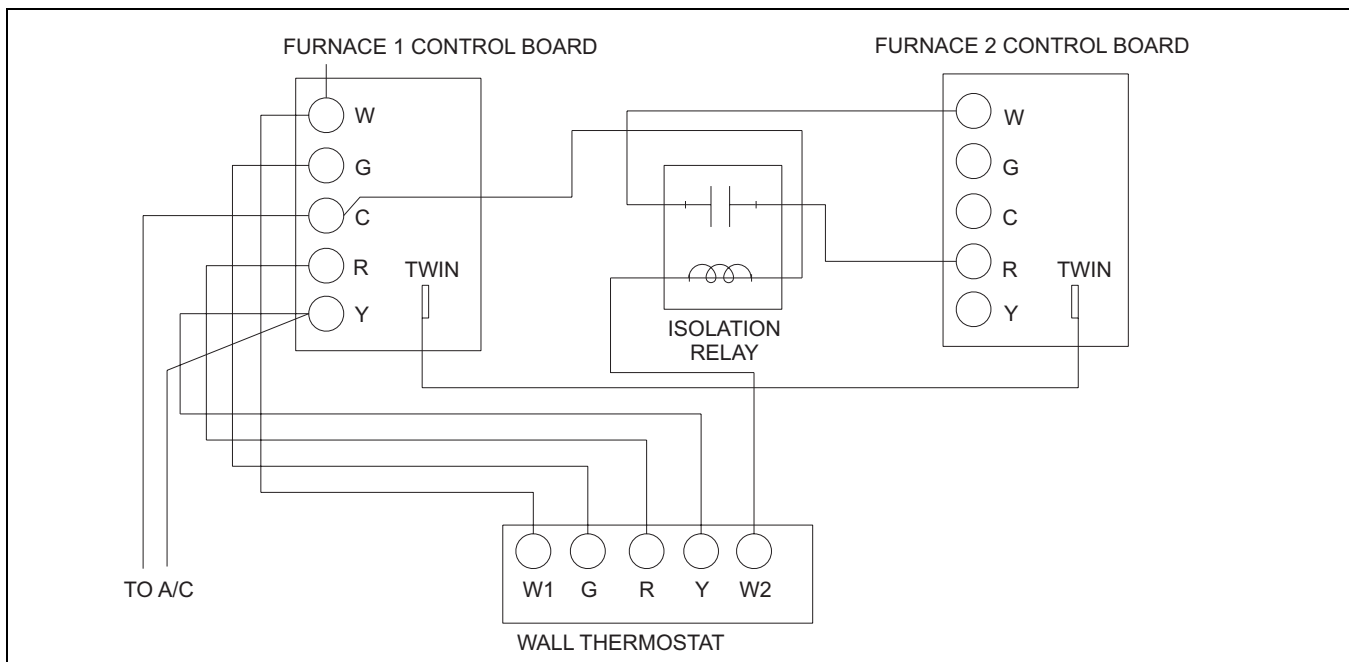 FURNACE 1 CONTROL BOARD
W
G
C
R
Y
TWIN
FURNACE 2 CONTROL BOARD
W
G
C
R
Y
TWIN
ISOLATION
RELAY
TO A/C
W1 G R Y W2
WALL THERMOSTAT